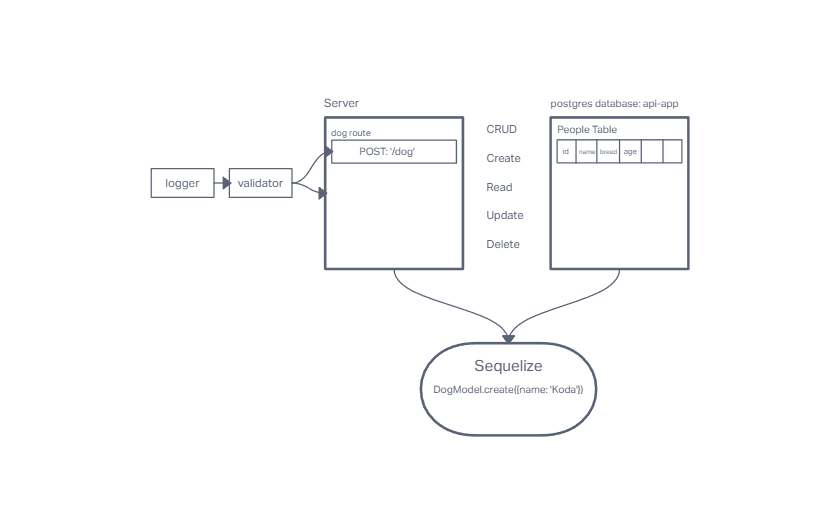 Server
postgres database: api-app
dog route
POST: '/dog'
logger
validator
CRUD
Create
Read
Update
Delete
People Table
id name breed age
Sequelize
DogModel.create({name: 'Koda'})